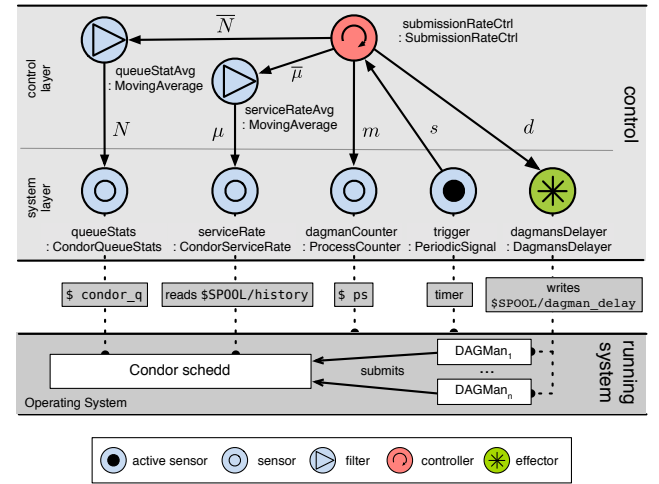 N̅
submissionRateCtrl
: SubmissionRateCtrl
control
layer
queueStatAvg
: MovingAverage
μ̅
serviceRateAvg
: MovingAverage
control
N
μ
m
s
d
system
layer
queueStats
: CondorQueueStats
serviceRate
: CondorServiceRate
dagmanCounter
: ProcessCounter
trigger
: PeriodicSignal
dagmansDelayer
: DagmansDelayer
$ condor_q
reads $SPOOL/history
$ ps
timer
writes
$SPOOL/dagman_delay
Condor schedd
submits
DAGMan1
...
DAGMann
running
system
Operating System
active sensor
sensor
filter
controller
effector